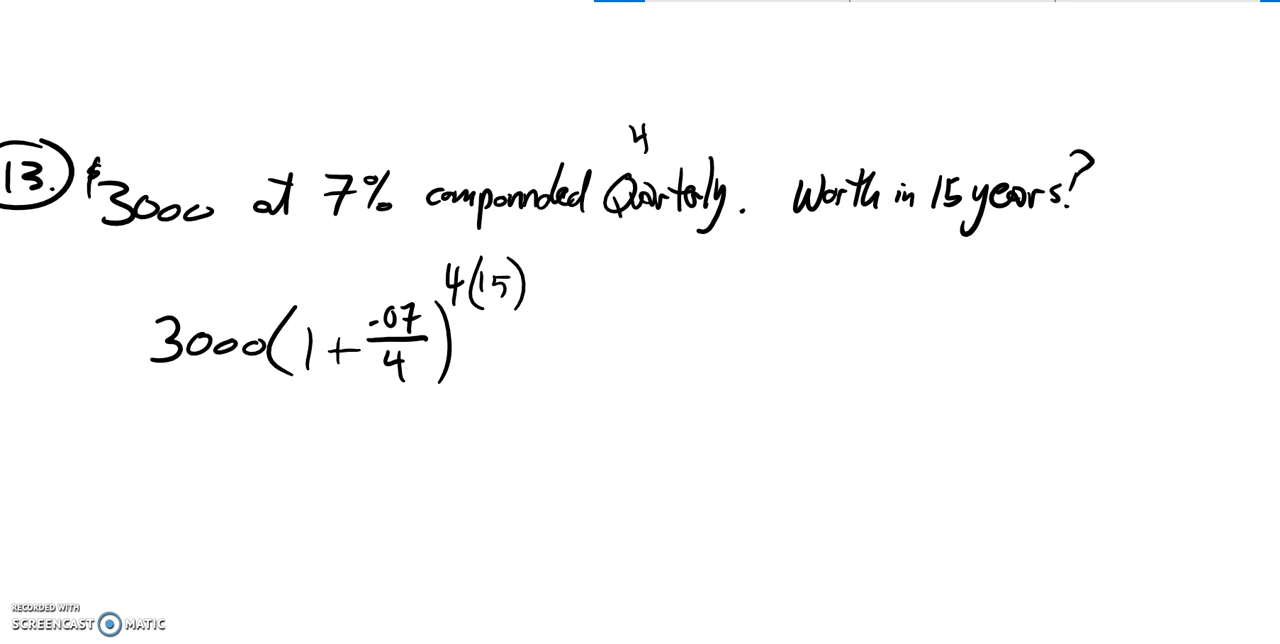 4
13. $3000 at 7% compounded Quarterly. Worth in 15 years?
3000(1+.07/4)^4(15)
RECORDED WITH
SCREENCAST MATIC